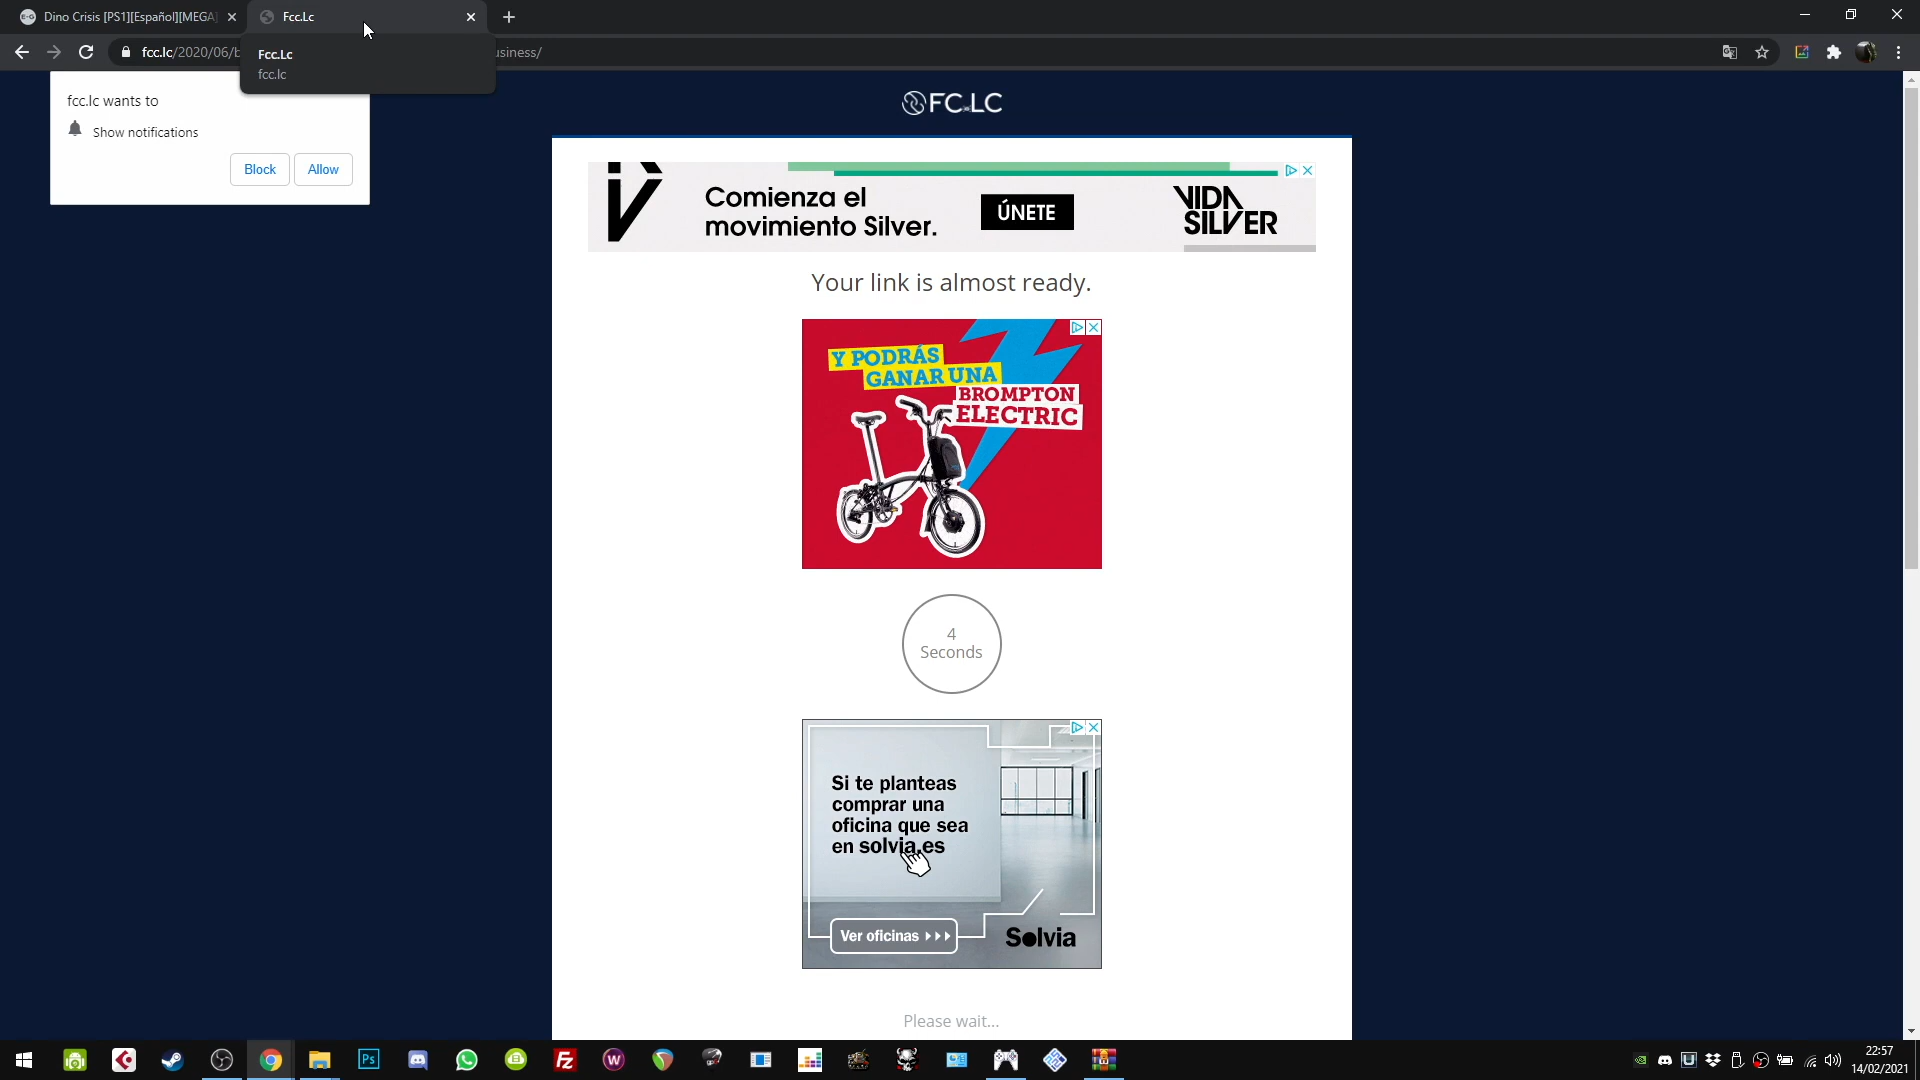 Dino Crisis [PS1][Español][MEGA]
Fcc.Lc
fcc.lc/2020/06/b
usiness/
Fcc.Lc
fcc.lc
fcc.lc wants to
Show notifications
Block
Allow
FC.LC
Comienza el
movimiento Silver.
ÚNETE
VIDA
SILVER
Your link is almost ready.
Y PODRÁS
GANAR UNA
BROMPTON
ELECTRIC
4
Seconds
Si te planteas
comprar una
oficina que sea
en solvia.es
Ver oficinas
Solvia
Please wait...
Ps
22:57
14/02/2021